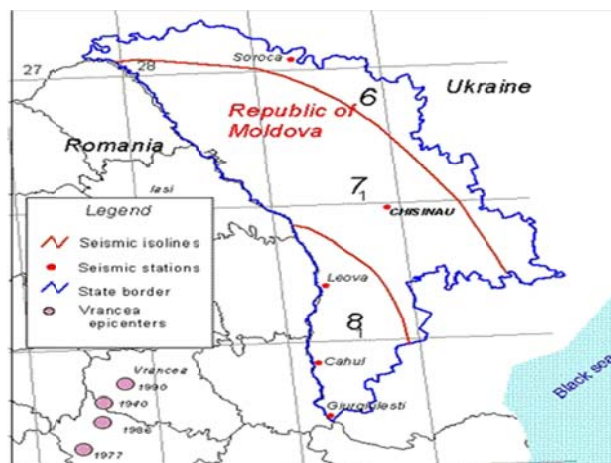 Soroca
27
28
6
Ukraine
Republic of
Moldova
Romania
Iasi
7 1
CHISINAU
Legend
Seismic isolines
Seismic stations
State border
Vrancea
epicenters
Leova
8 1
Cahul
Vrancea
1990
1940
1986
1977
Giurgiulesti
Black sea